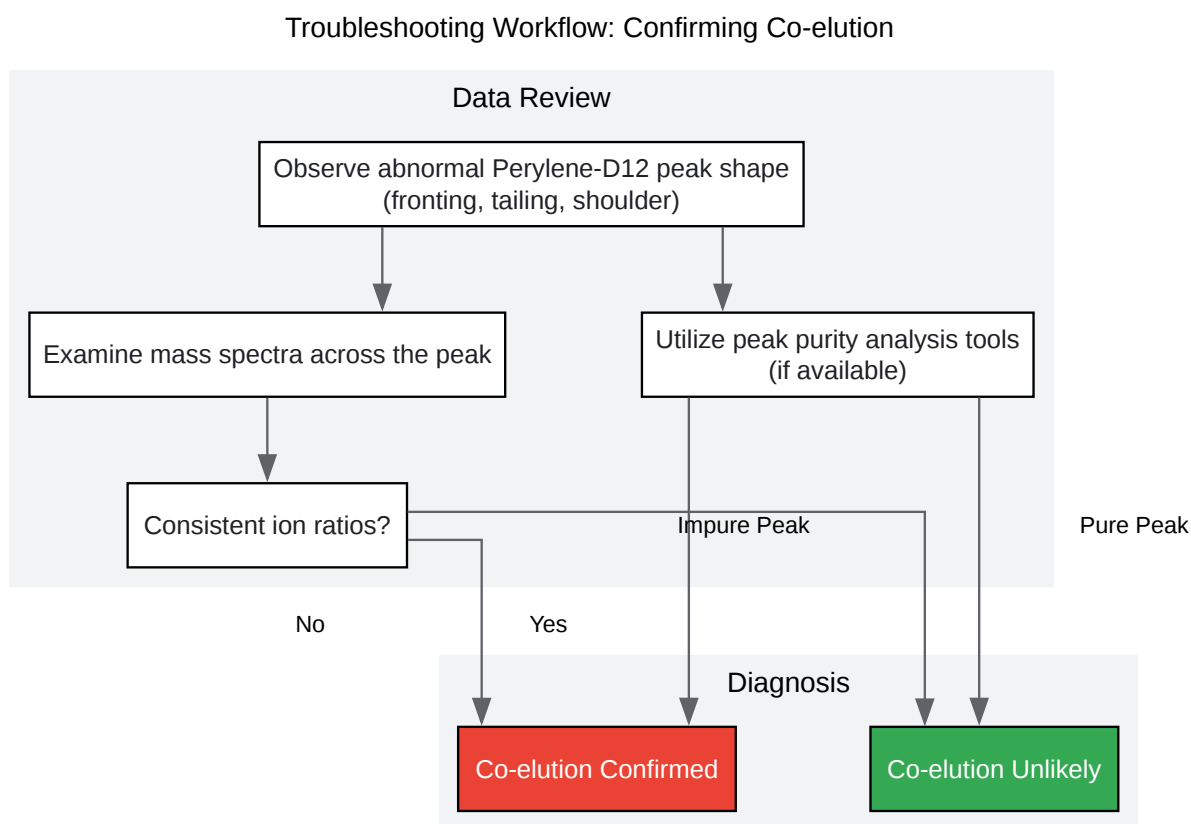 Troubleshooting Workflow: Confirming Co-elution
Data Review
Observe abnormal Perylene-D12 peak shape
(fronting, tailing, shoulder)
Examine mass spectra across the peak
Utilize peak purity analysis tools
(if available)
Consistent ion ratios?
Impure Peak
Pure Peak
No
Yes
Diagnosis
Co-elution Confirmed
Co-elution Unlikely